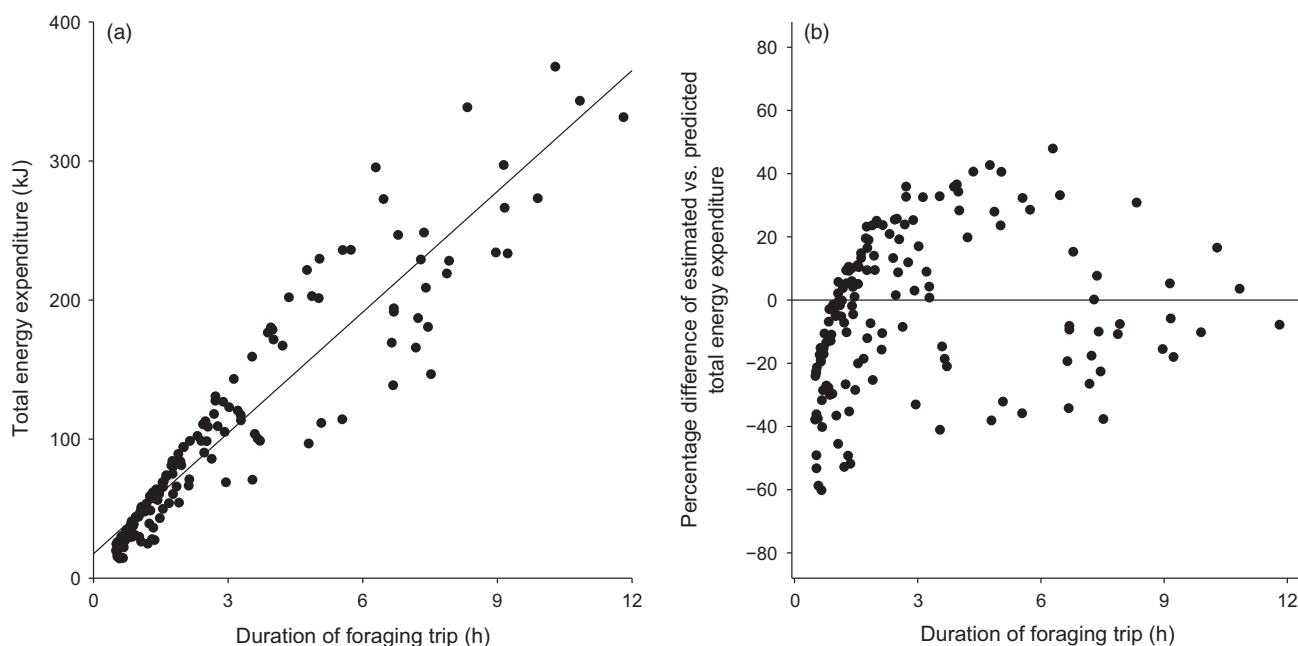 (a)
400
300
200
100
0
Total energy expenditure (kJ)
0 3 6 9 12
Duration of foraging trip (h)
(b)
80
60
40
20
0
−20
−40
−60
−80
Percentage difference of estimated vs. predicted
total energy expenditure
0 3 6 9 12
Duration of foraging trip (h)